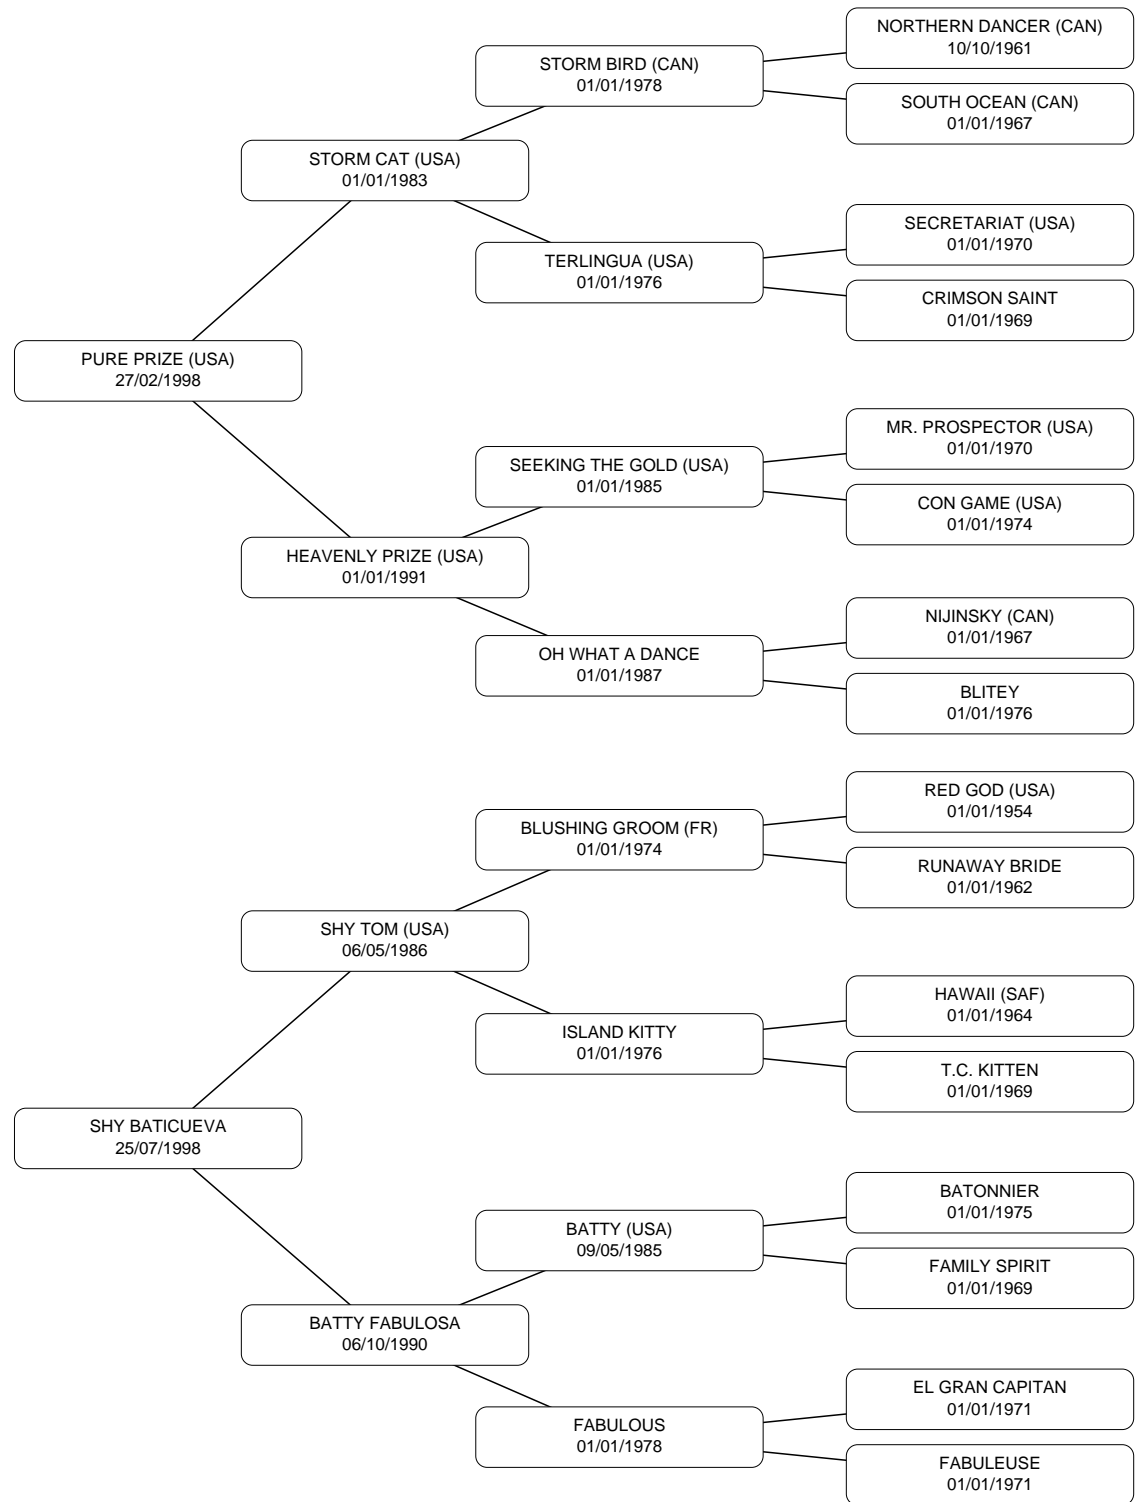 NORTHERN DANCER (CAN)
10/10/1961
STORM BIRD (CAN)
01/01/1978
SOUTH OCEAN (CAN)
01/01/1967
STORM CAT (USA)
01/01/1983
SECRETARIAT (USA)
01/01/1970
TERLINGUA (USA)
01/01/1976
CRIMSON SAINT
01/01/1969
PURE PRIZE (USA)
27/02/1998
MR. PROSPECTOR (USA)
01/01/1970
SEEKING THE GOLD (USA)
01/01/1985
CON GAME (USA)
01/01/1974
HEAVENLY PRIZE (USA)
01/01/1991
NIJINSKY (CAN)
01/01/1967
OH WHAT A DANCE
01/01/1987
BLITEY
01/01/1976
RED GOD (USA)
01/01/1954
BLUSHING GROOM (FR)
01/01/1974
RUNAWAY BRIDE
01/01/1962
SHY TOM (USA)
06/05/1986
HAWAII (SAF)
01/01/1964
ISLAND KITTY
01/01/1976
T.C. KITTEN
01/01/1969
SHY BATICUEVA
25/07/1998
BATONNIER
01/01/1975
BATTY (USA)
09/05/1985
FAMILY SPIRIT
01/01/1969
BATTY FABULOSA
06/10/1990
EL GRAN CAPITAN
01/01/1971
FABULOUS
01/01/1978
FABULEUSE
01/01/1971